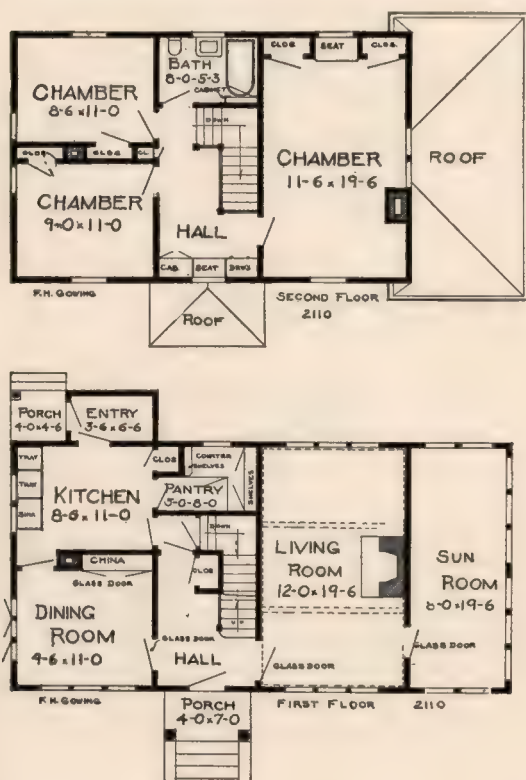 CLOS.
SEAT
CLOS.
BATH
8-0 x 5-3
CABINET
CHAMBER
8-6 x 11-0
DOWN
CLOS.
CLOS.
CL.
CHAMBER
11-6 x 19-6
ROOF
CHAMBER
9-0 x 11-0
HALL
CAB.
SEAT
DRWS
F.H. GOWING
SECOND FLOOR
2110
ROOF
PORCH
4-0 x 4-6
ENTRY
3-6 x 6-6
TRAY
TRAY
SINK
CLOS
COUNTER
SHELVES
SHELVES
KITCHEN
8-6 x 11-0
PANTRY
5-0 x 8-0
DOWN
CHINA
GLASS DOOR
CLOS
LIVING
ROOM
12-0 x 19-6
SUN
ROOM
8-0 x 19-6
DINING
ROOM
9-6 x 11-0
UP
GLASS DOOR
HALL
GLASS DOOR
GLASS DOOR
F.H. GOWING
PORCH
4-0 x 7-0
FIRST FLOOR
2110